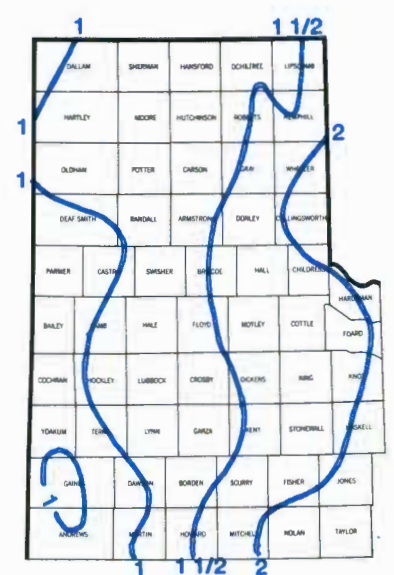 1 1 1/2
DALLAM SHERMAN HANSFORD OCHILTREE LIPSCOMB
1 HARTLEY MOORE HUTCHINSON ROBERTS HEMPHILL
2
1 OLDHAM POTTER CARSON GRAY WHEELER
DEAF SMITH RANDALL ARMSTRONG DONLEY COLLINGSWORTH
PARMER CASTRO SWISHER BRISCOE HALL CHILDRESS
HARDEMAN
BAILEY LAMB HALE FLOYD MOTLEY COTTLE
FOARD
COCHRAN HOCKLEY LUBBOCK CROSBY DICKENS KING KNOX
YOAKUM TERRY LYNN GARZA KENT STONEWALL HASKELL
GAINES DAWSON BORDEN SCURRY FISHER JONES
1
ANDREWS MARTIN HOWARD MITCHELL NOLAN TAYLOR
1 1 1/2 2